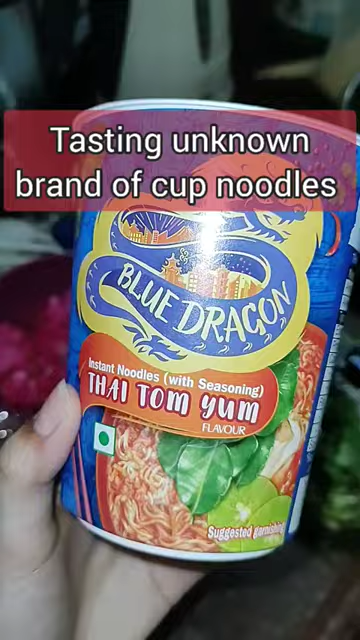 Tasting unknown
brand of cup noodles
BLUE DRAGON
Instant Noodles (with Seasoning)
THAI TOM YUM
FLAVOUR
Suggested garnishing